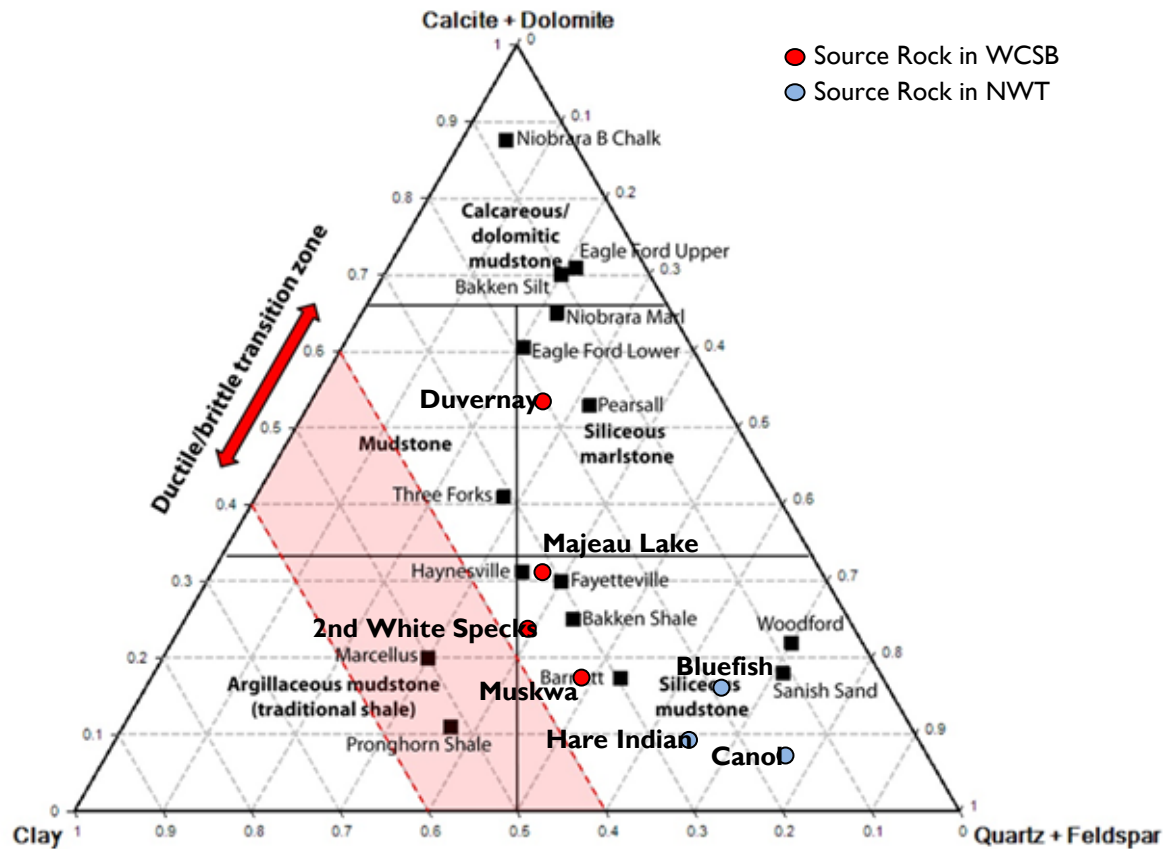 Calcite + Dolomite
Source Rock in WCSB
Source Rock in NWT
1
0
0.9
0.1
Niobrara B Chalk
0.8
0.2
Calcareous/
dolomitic
mudstone
Eagle Ford Upper
0.7
0.3
Bakken Silt
Niobrara Marl
Ductile/brittle transition zone
0.6
0.4
Eagle Ford Lower
Duvernay
Pearsall
0.5
0.5
Mudstone
Siliceous
marlstone
Three Forks
0.4
0.6
Majeau Lake
Haynesville
Fayetteville
0.3
0.7
Bakken Shale
2nd White Specks
Woodford
Marcellus
0.2
0.8
Bluefish
Barnett
Argillaceous mudstone
(traditional shale)
Muskwa
Siliceous
mudstone
Sanish Sand
0.1
0.9
Pronghorn Shale
Hare Indian
Canol
0
1
Clay
1
0.9
0.8
0.7
0.6
0.5
0.4
0.3
0.2
0.1
0
Quartz + Feldspar